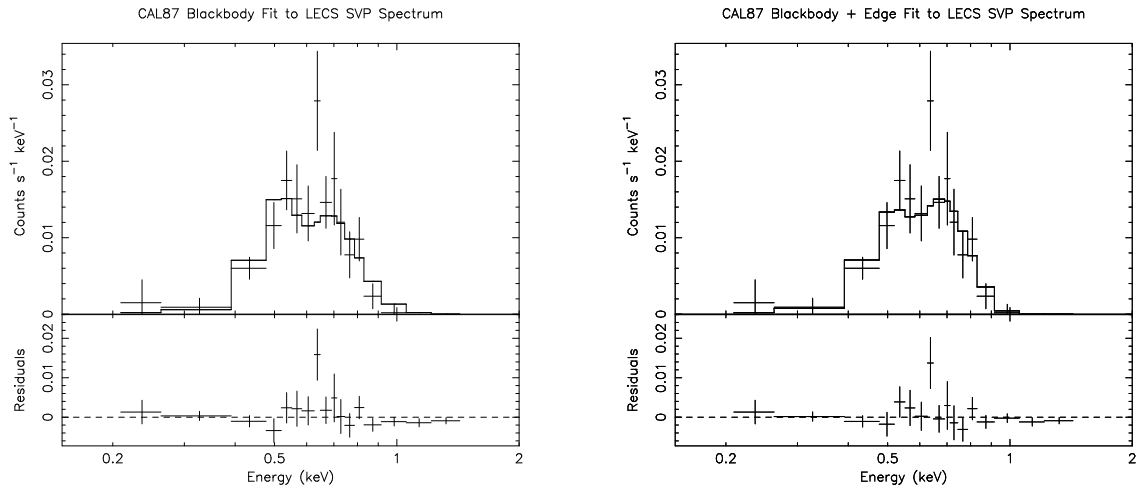 CAL87 Blackbody Fit to LECS SVP Spectrum
Counts s⁻¹ keV⁻¹
0.03
0.02
0.01
0
Residuals
0.02
0.01
0
0.2
0.5
1
2
Energy (keV)
CAL87 Blackbody + Edge Fit to LECS SVP Spectrum
Counts s⁻¹ keV⁻¹
0.03
0.02
0.01
0
Residuals
0.02
0.01
0
0.2
0.5
1
2
Energy (keV)